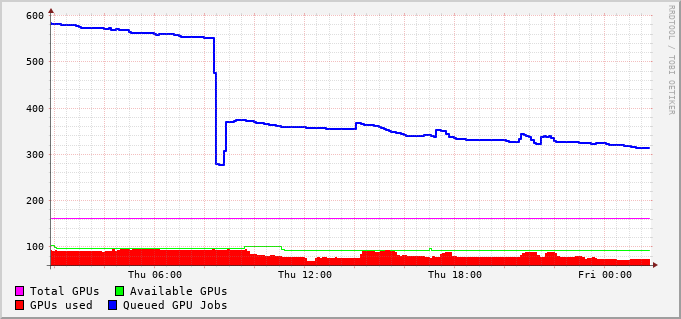 600
500
400
300
200
100
Thu 06:00 Thu 12:00 Thu 18:00 Fri 00:00
Total GPUs Available GPUs
GPUs used Queued GPU Jobs
RRDTOOL / TOBI OETIKER